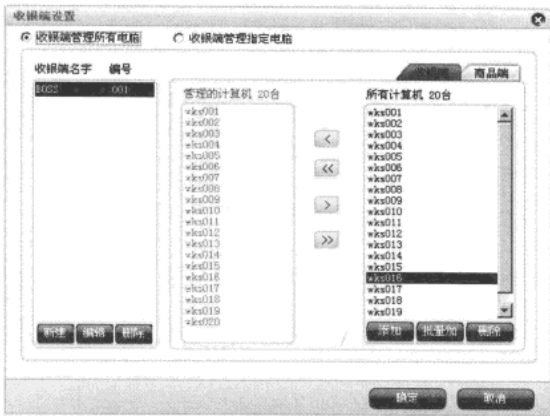 收银端设置
收银端管理所有电脑 收银端管理指定电脑
收银端名字 编号
收银端 商品端
BOSS 001
管理的计算机 20台
wks001
wks002
wks003
wks004
wks005
wks006
wks007
wks008
wks009
wks010
wks011
wks012
wks013
wks014
wks015
wks016
wks017
wks018
wks019
wks020
<
<<
>
>>
所有计算机 20台
wks001
wks002
wks003
wks004
wks005
wks006
wks007
wks008
wks009
wks010
wks011
wks012
wks013
wks014
wks015
wks016
wks017
wks018
wks019
新建 编辑 删除
添加 批量加 删除
确定 取消